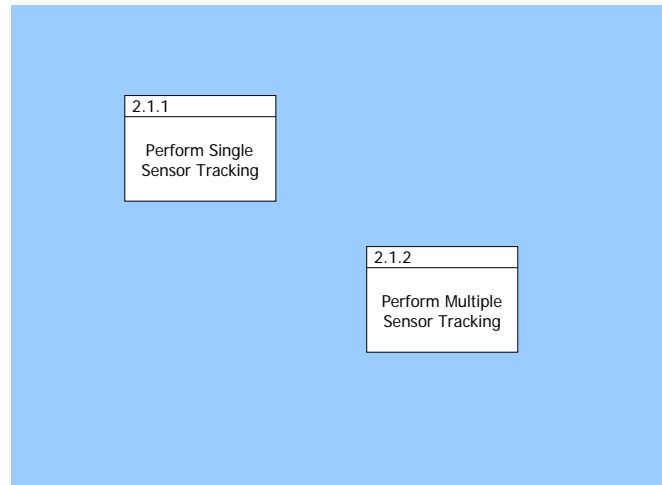 2.1.1
Perform Single
Sensor Tracking
2.1.2
Perform Multiple
Sensor Tracking